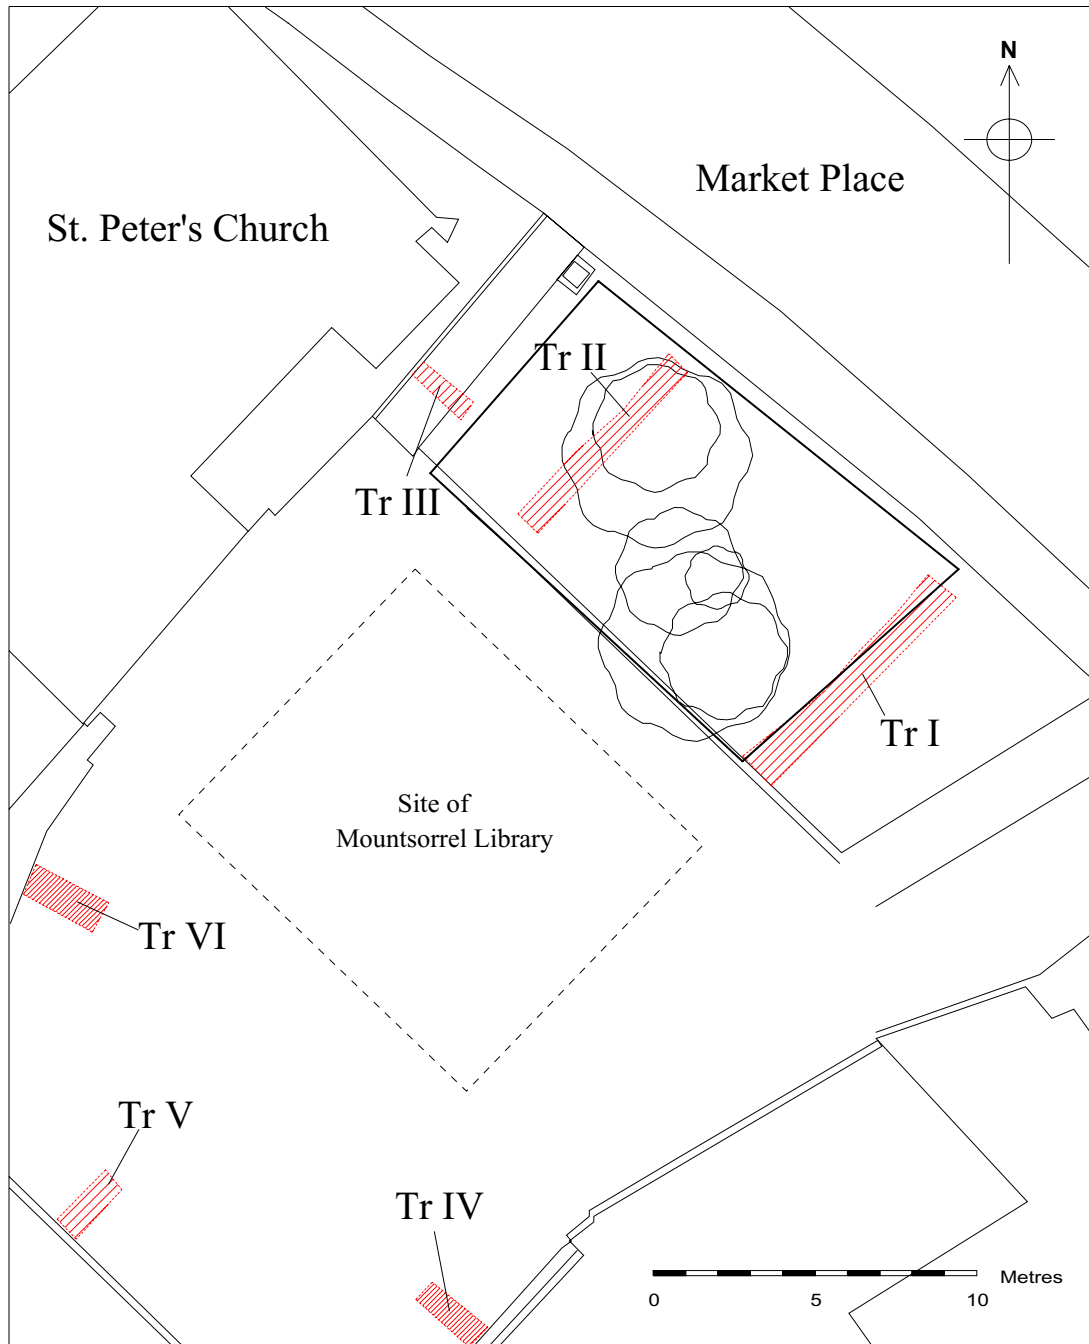 N
Market Place
St. Peter's Church
Tr II
Tr III
Tr I
Site of
Mountsorrel Library
Tr VI
Tr V
Tr IV
Metres
0 5 10